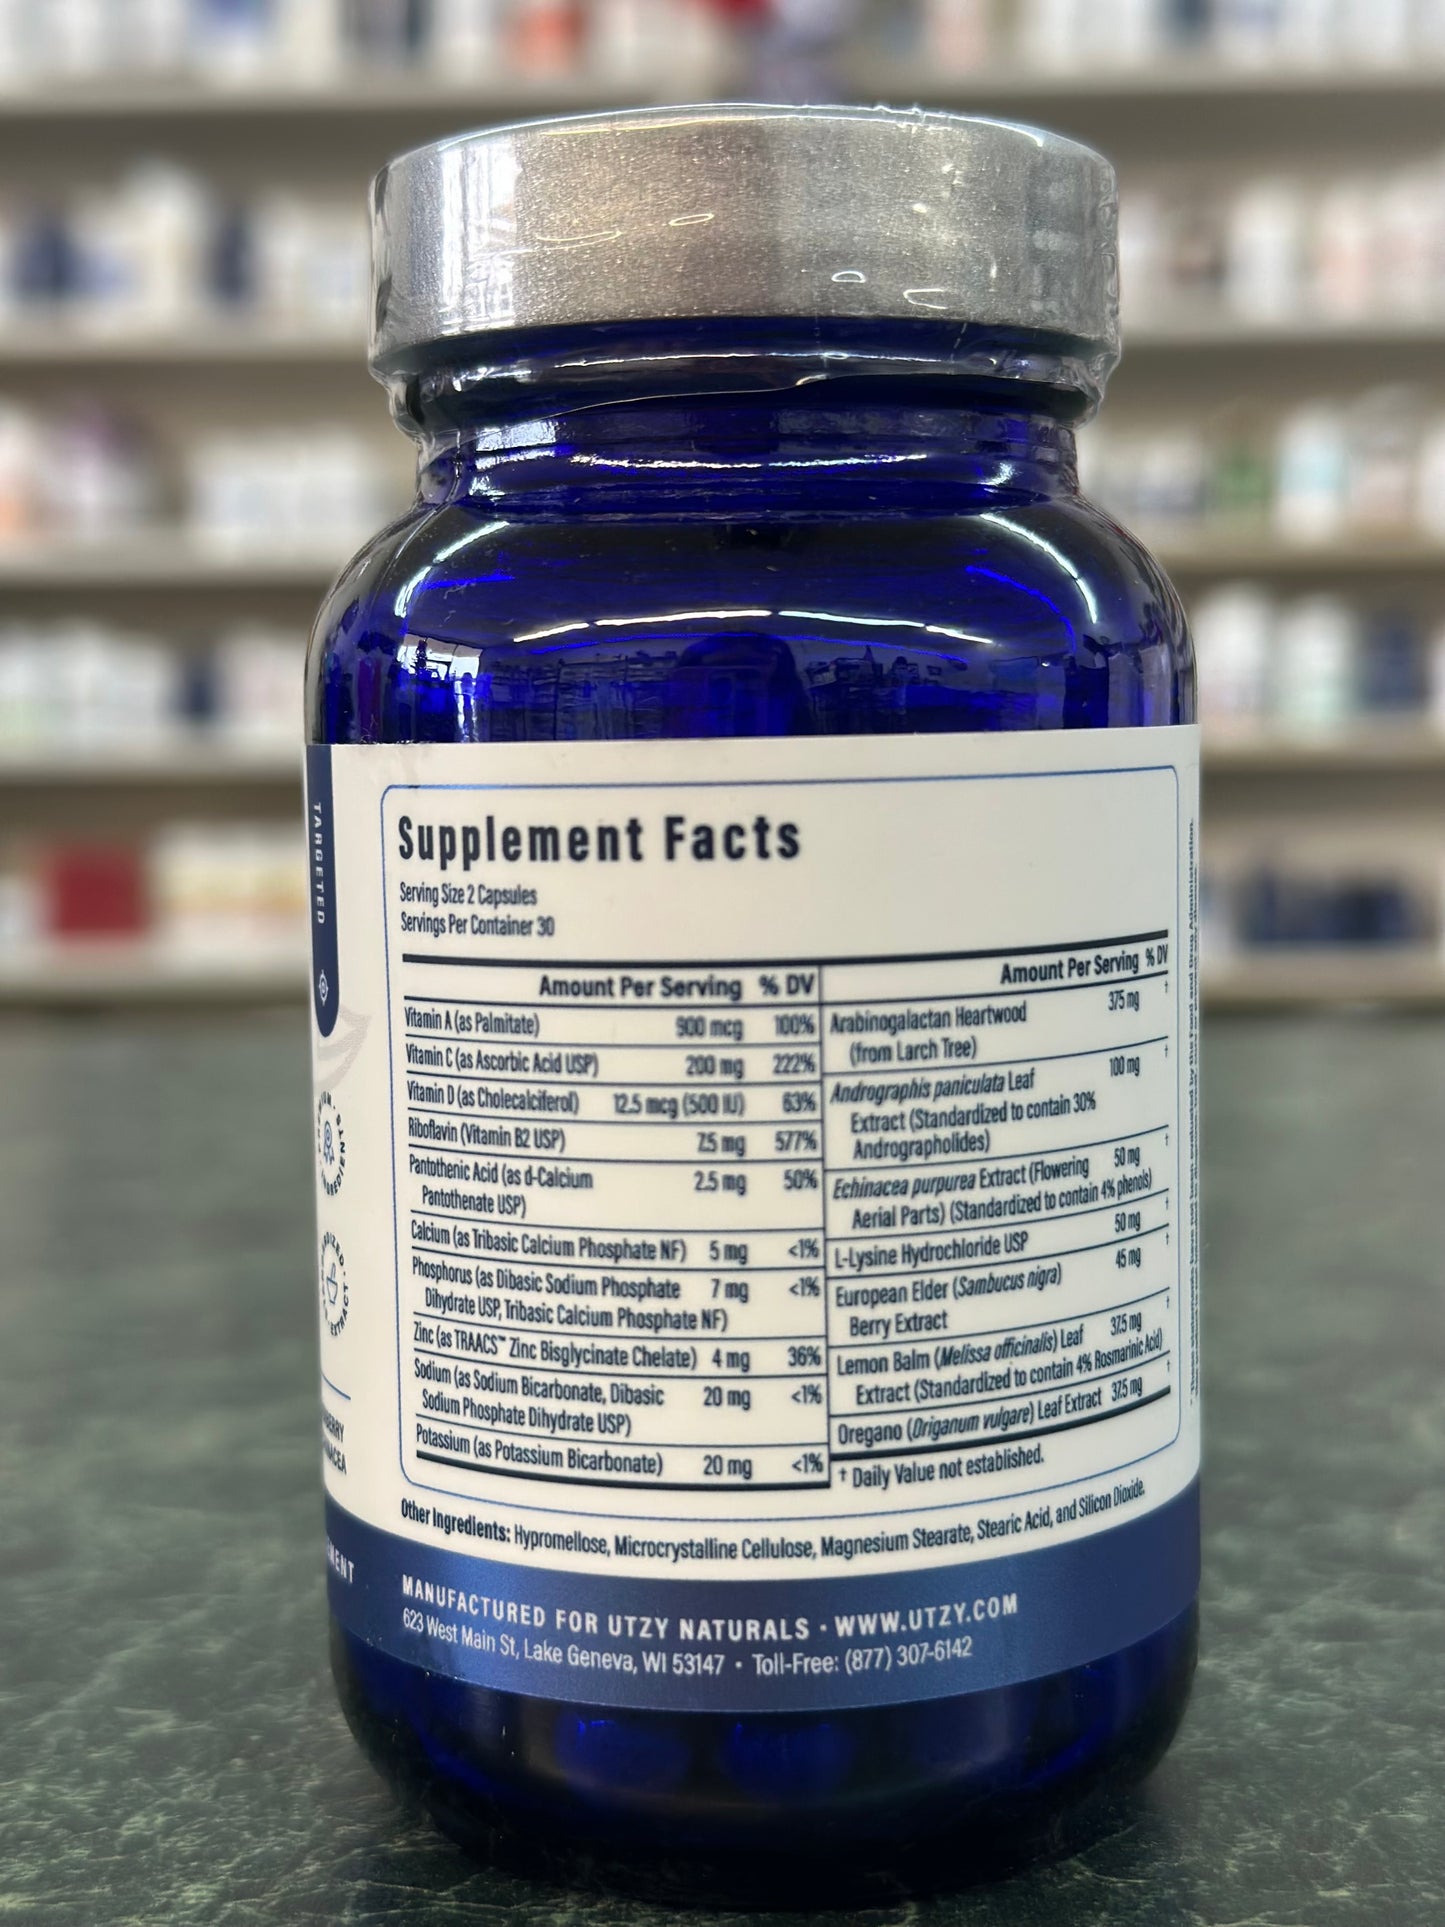 TARGETED
Supplement Facts
Serving Size 2 Capsules
Servings Per Container 30
Amount Per Serving % DV
Vitamin A (as Palmitate) 900 mcg 100%
Vitamin C (as Ascorbic Acid USP) 200 mg 222%
Vitamin D (as Cholecalciferol) 12.5 mcg (500 IU) 63%
Riboflavin (Vitamin B2 USP) 7.5 mg 577%
Pantothenic Acid (as d-Calcium 2.5 mg 50%
Pantothenate USP)
Calcium (as Tribasic Calcium Phosphate NF) 5 mg <1%
Phosphorus (as Dibasic Sodium Phosphate 7 mg <1%
Dihydrate USP, Tribasic Calcium Phosphate NF)
Zinc (as TRAACS™ Zinc Bisglycinate Chelate) 4 mg 36%
Sodium (as Sodium Bicarbonate, Dibasic 20 mg <1%
Sodium Phosphate Dihydrate USP)
Potassium (as Potassium Bicarbonate) 20 mg <1%
Amount Per Serving % DV
Arabinogalactan Heartwood 375 mg †
(from Larch Tree)
Andrographis paniculata Leaf 100 mg †
Extract (Standardized to contain 30%
Andrographolides)
Echinacea purpurea Extract (Flowering 50 mg †
Aerial Parts) (Standardized to contain 4% phenols)
L-Lysine Hydrochloride USP 50 mg †
European Elder (Sambucus nigra) 45 mg †
Berry Extract
Lemon Balm (Melissa officinalis) Leaf 37.5 mg †
Extract (Standardized to contain 4% Rosmarinic Acid)
Oregano (Origanum vulgare) Leaf Extract 37.5 mg †
† Daily Value not established.
Other Ingredients: Hypromellose, Microcrystalline Cellulose, Magnesium Stearate, Stearic Acid, and Silicon Dioxide.
MANUFACTURED FOR UTZY NATURALS · WWW.UTZY.COM
623 West Main St, Lake Geneva, WI 53147 • Toll-Free: (877) 307-6142